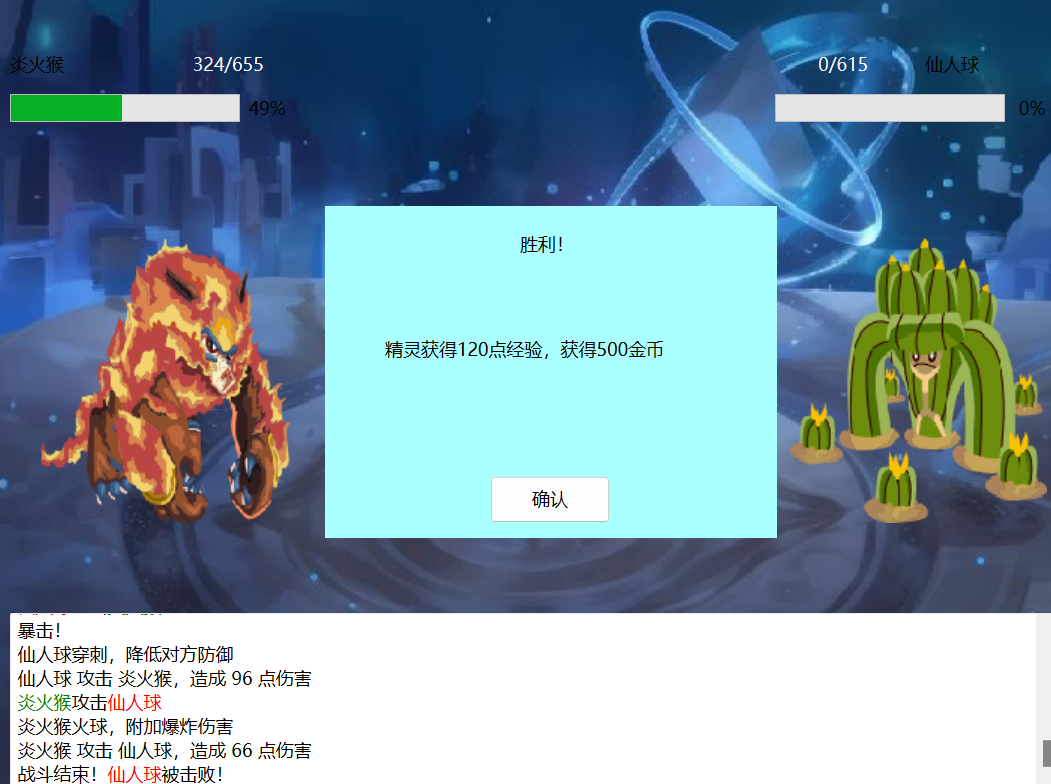 炎火猴 324/655 0/615 仙人球
49% 0%
胜利！
精灵获得120点经验，获得500金币
确认
暴击！
仙人球穿刺，降低对方防御
仙人球 攻击 炎火猴，造成 96 点伤害
炎火猴攻击仙人球
炎火猴火球，附加爆炸伤害
炎火猴 攻击 仙人球，造成 66 点伤害
战斗结束！仙人球被击败！